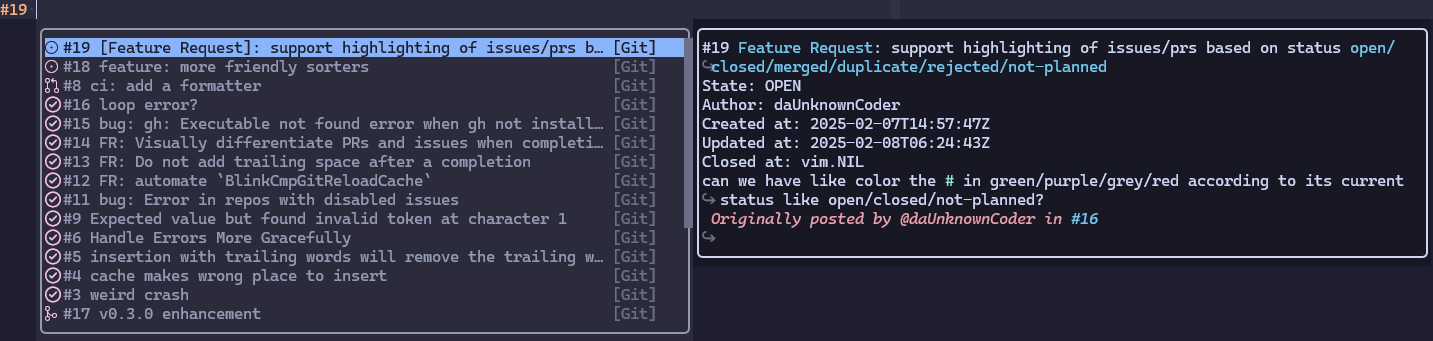 #19
#19 [Feature Request]: support highlighting of issues/prs b… [Git]
#18 feature: more friendly sorters [Git]
#8 ci: add a formatter [Git]
#16 loop error? [Git]
#15 bug: gh: Executable not found error when gh not install… [Git]
#14 FR: Visually differentiate PRs and issues when completi… [Git]
#13 FR: Do not add trailing space after a completion [Git]
#12 FR: automate `BlinkCmpGitReloadCache` [Git]
#11 bug: Error in repos with disabled issues [Git]
#9 Expected value but found invalid token at character 1 [Git]
#6 Handle Errors More Gracefully [Git]
#5 insertion with trailing words will remove the trailing w… [Git]
#4 cache makes wrong place to insert [Git]
#3 weird crash [Git]
#17 v0.3.0 enhancement [Git]
#19 Feature Request: support highlighting of issues/prs based on status open/
closed/merged/duplicate/rejected/not-planned
State: OPEN
Author: daUnknownCoder
Created at: 2025-02-07T14:57:47Z
Updated at: 2025-02-08T06:24:43Z
Closed at: vim.NIL
can we have like color the # in green/purple/grey/red according to its current
status like open/closed/not-planned?
Originally posted by @daUnknownCoder in #16